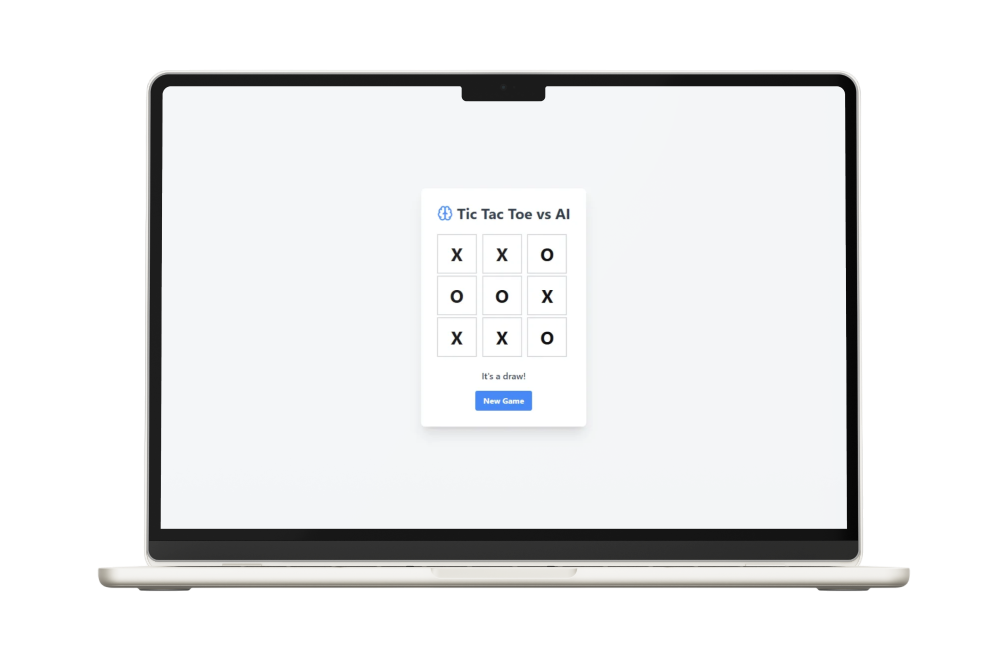 Tic Tac Toe vs AI
X X O
O O X
X X O
It's a draw!
New Game